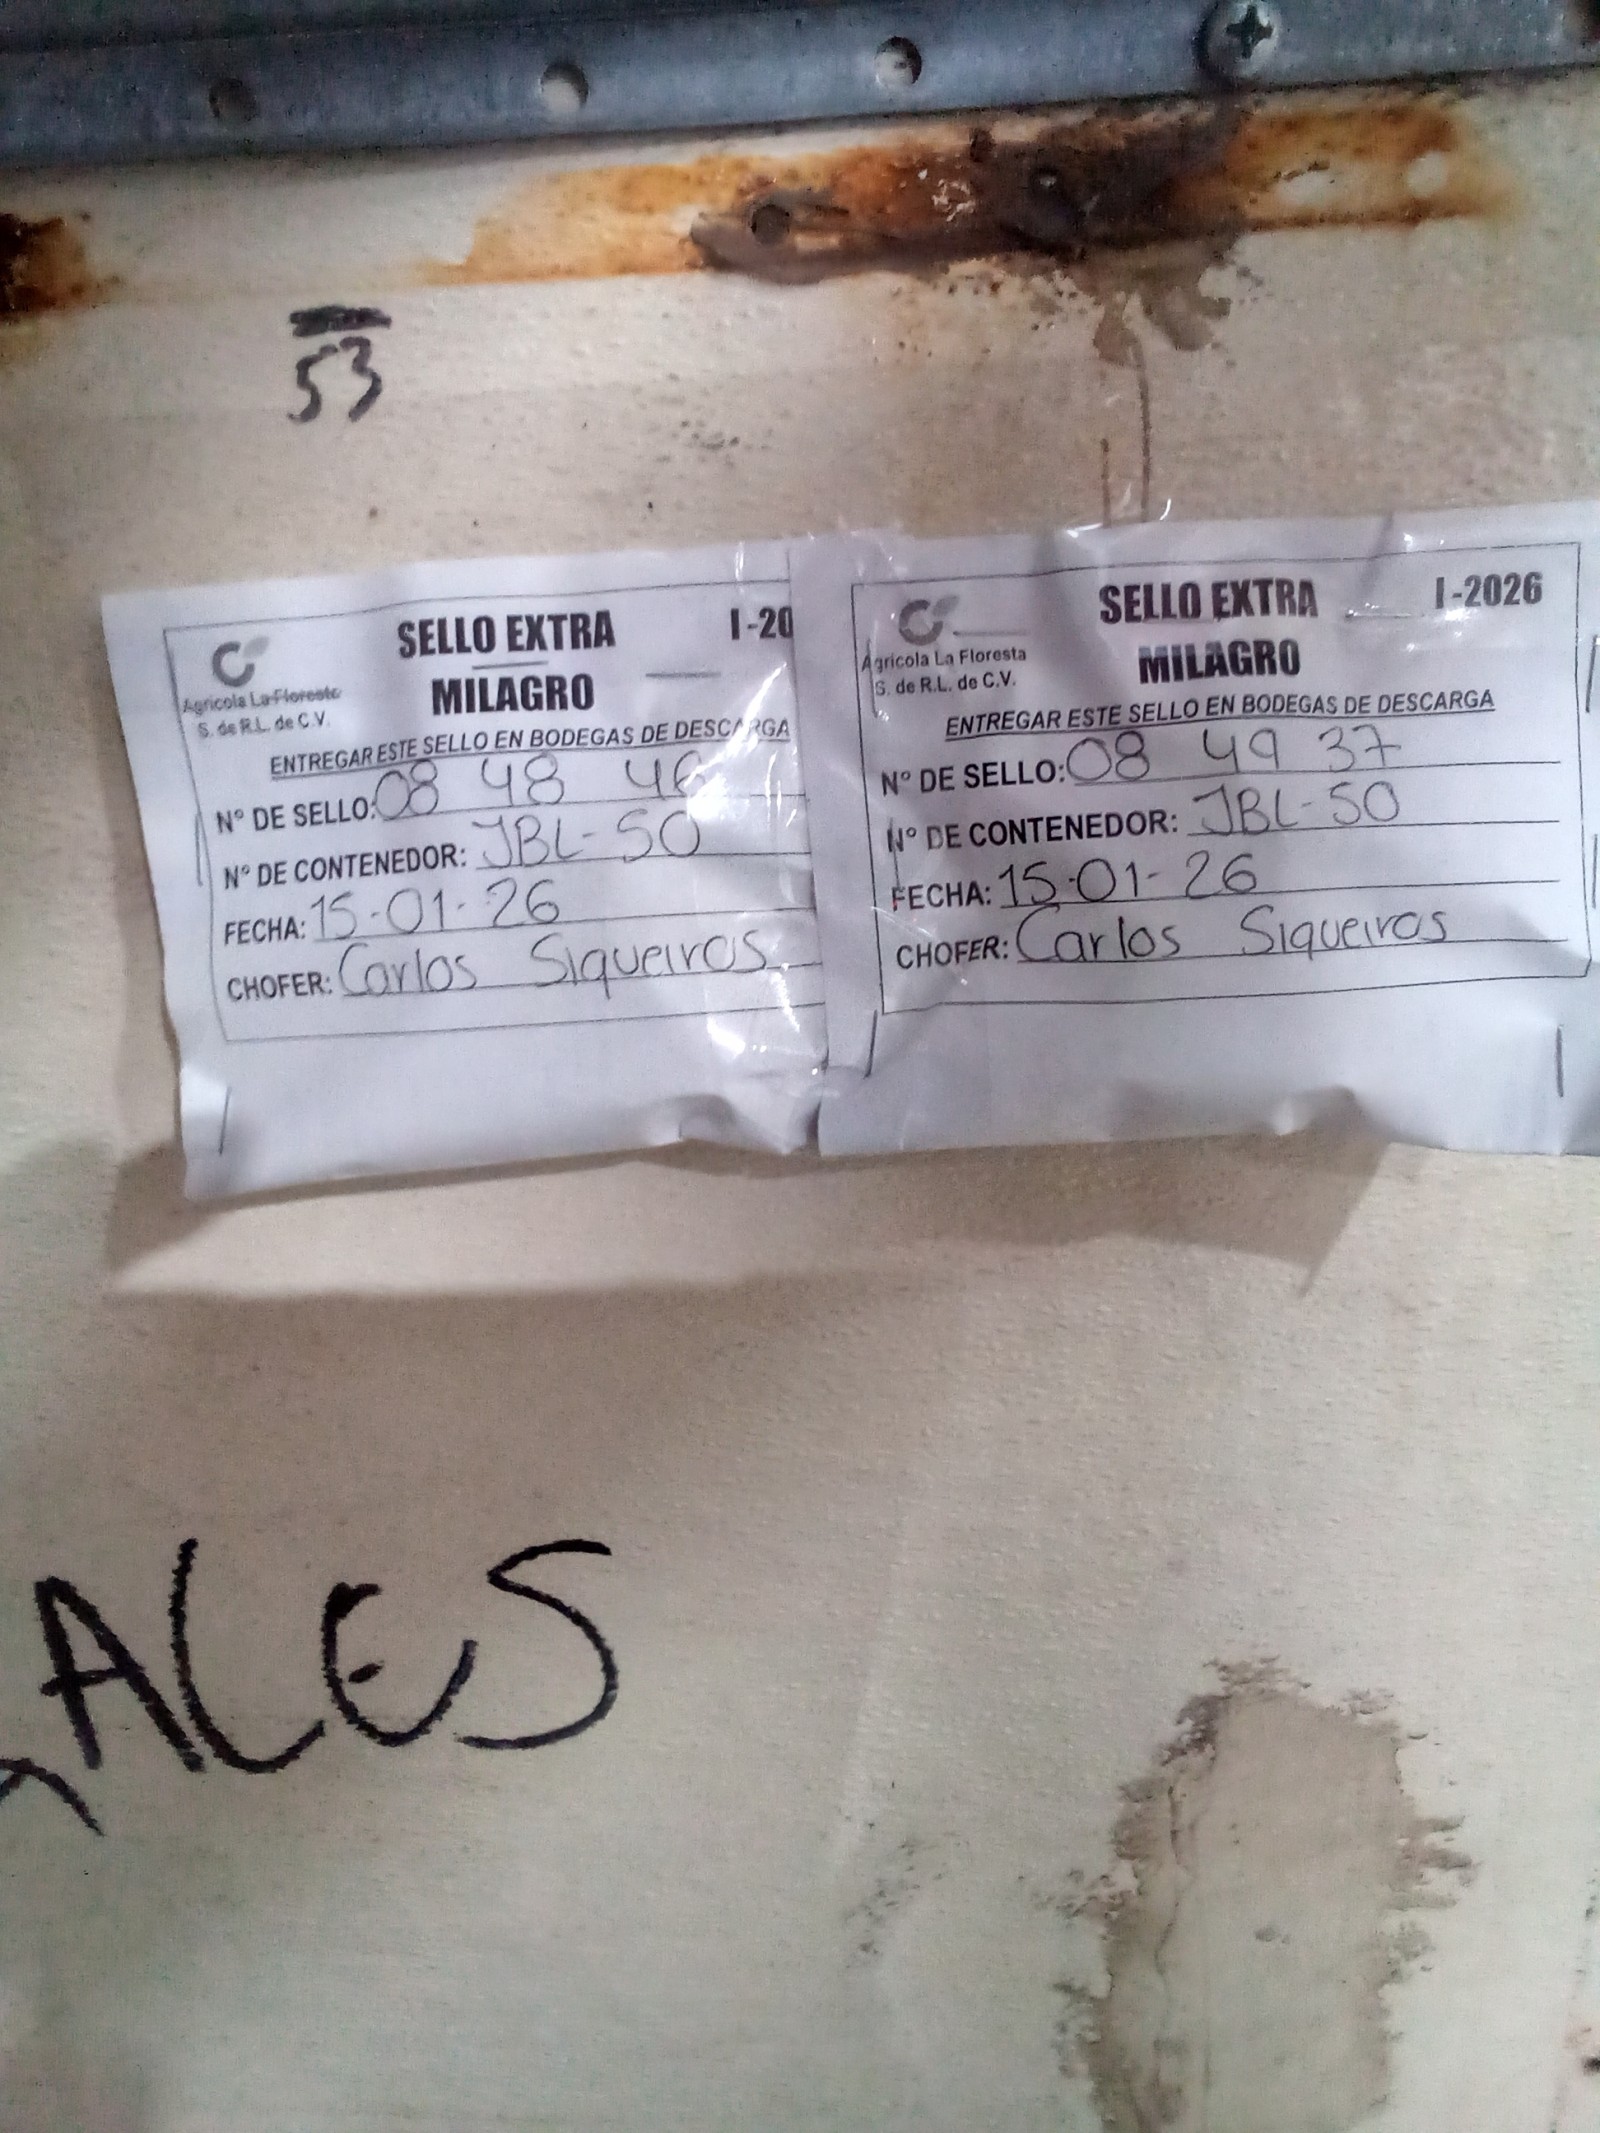 53
SELLO EXTRA I-20
MILAGRO
Agricola La Floresta
S. de R.L. de C.V.
ENTREGAR ESTE SELLO EN BODEGAS DE DESCARGA
N° DE SELLO: 08 48 46
N° DE CONTENEDOR: JBL-50
FECHA: 15-01-26
CHOFER: Carlos Siqueiros
SELLO EXTRA I-2026
MILAGRO
Agricola La Floresta
S. de R.L. de C.V.
ENTREGAR ESTE SELLO EN BODEGAS DE DESCARGA
N° DE SELLO: 08 49 37
N° DE CONTENEDOR: JBL-50
FECHA: 15-01-26
CHOFER: Carlos Siqueiros
ALES